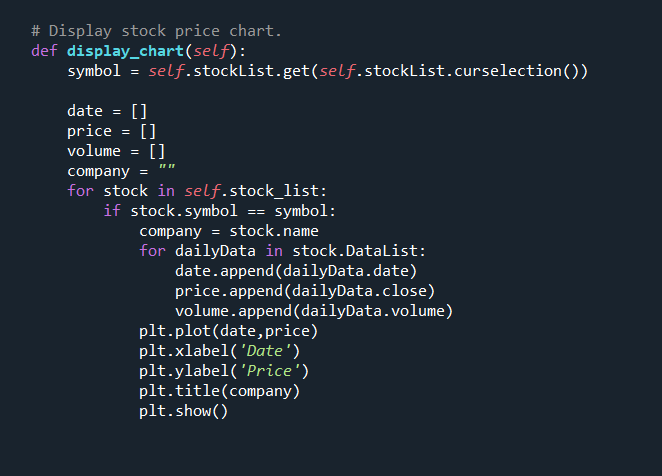 # Display stock price chart.
def display_chart(self):
    symbol = self.stockList.get(self.stockList.curselection())

    date = []
    price = []
    volume = []
    company = ""
    for stock in self.stock_list:
        if stock.symbol == symbol:
            company = stock.name
            for dailyData in stock.DataList:
                date.append(dailyData.date)
                price.append(dailyData.close)
                volume.append(dailyData.volume)
            plt.plot(date,price)
            plt.xlabel('Date')
            plt.ylabel('Price')
            plt.title(company)
            plt.show()